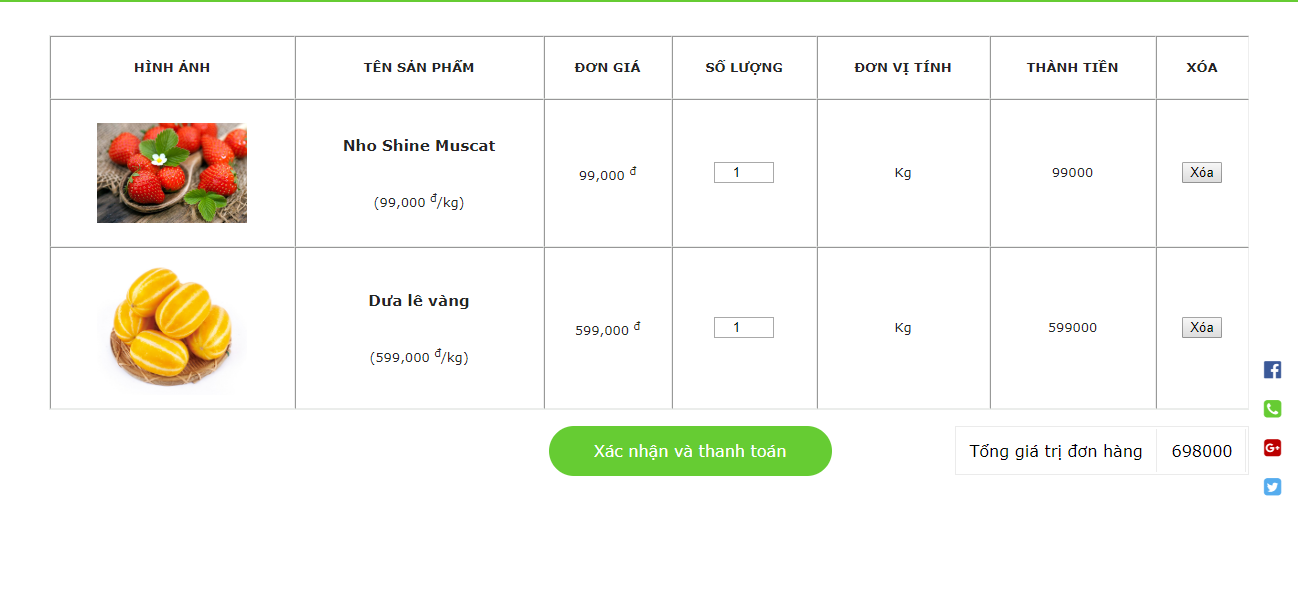 HÌNH ẢNH TÊN SẢN PHẨM ĐƠN GIÁ SỐ LƯỢNG ĐƠN VỊ TÍNH THÀNH TIỀN XÓA
Nho Shine Muscat
(99,000 đ/kg)
99,000 đ 1 Kg 99000 Xóa
Dưa lê vàng
(599,000 đ/kg)
599,000 đ 1 Kg 599000 Xóa
Xác nhận và thanh toán
Tổng giá trị đơn hàng 698000